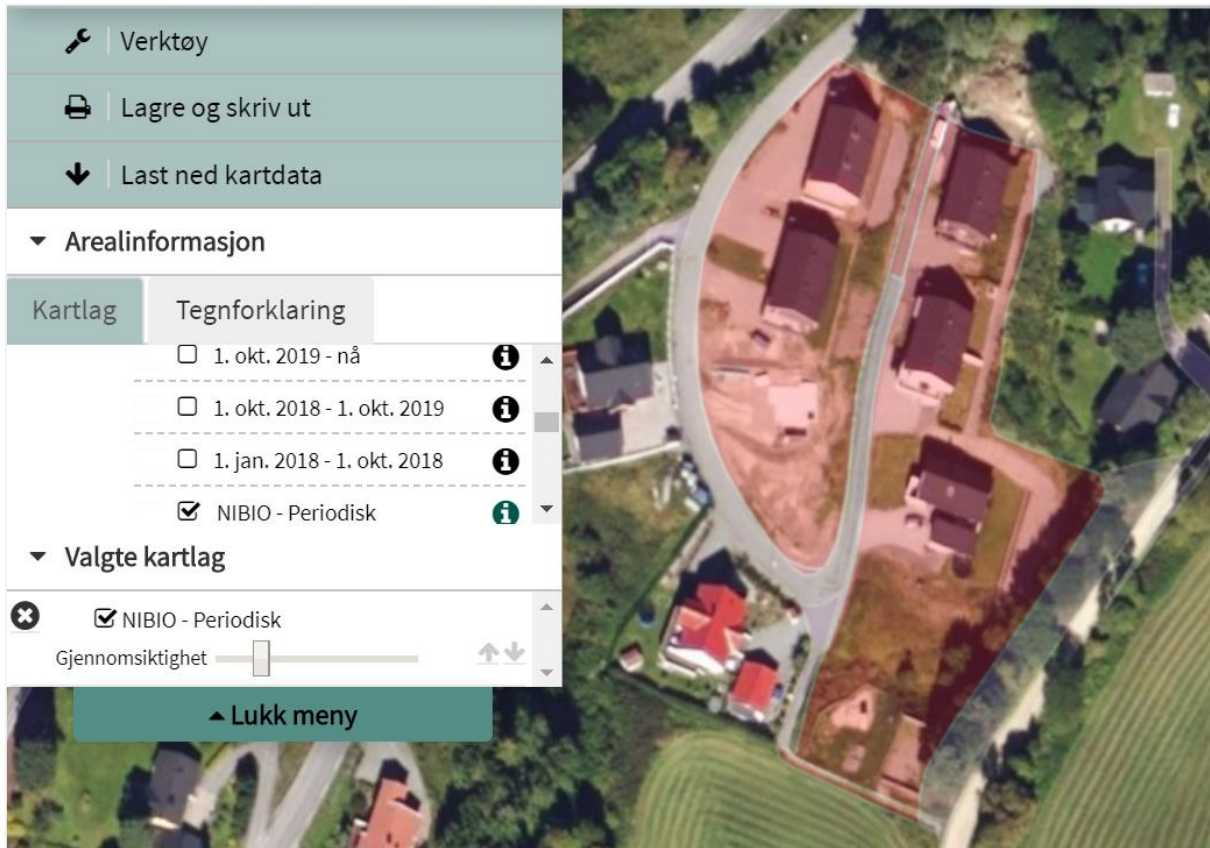 Verktøy
Lagre og skriv ut
Last ned kartdata
Arealinformasjon
Kartlag Tegnforklaring
1. okt. 2019 - nå
1. okt. 2018 - 1. okt. 2019
1. jan. 2018 - 1. okt. 2018
NIBIO - Periodisk
Valgte kartlag
NIBIO - Periodisk
Gjennomsiktighet
Lukk meny